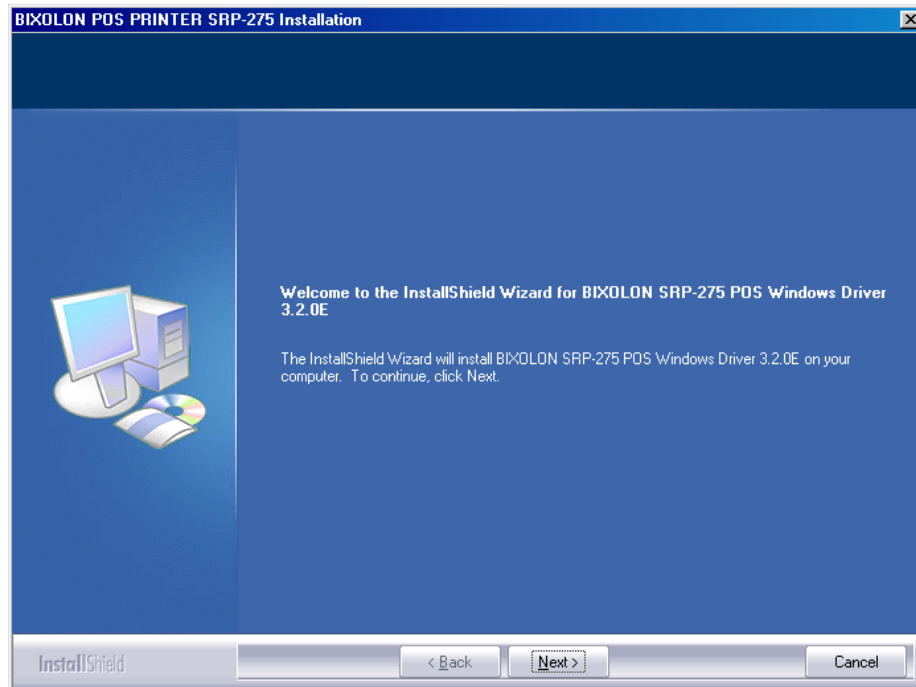 BIXOLON POS PRINTER SRP-275 Installation
Welcome to the InstallShield Wizard for BIXOLON SRP-275 POS Windows Driver
3.2.0E
The InstallShield Wizard will install BIXOLON SRP-275 POS Windows Driver 3.2.0E on your
computer. To continue, click Next.
InstallShield
< Back
Next >
Cancel